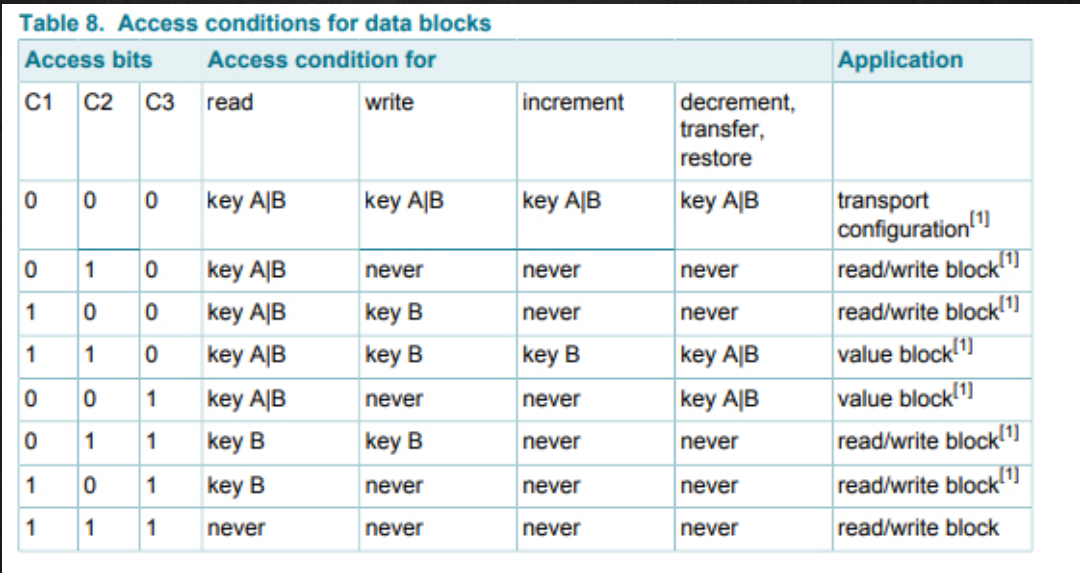 Table 8. Access conditions for data blocks
Access bits Access condition for Application
C1 C2 C3 read write increment decrement,
transfer,
restore
0 0 0 key A|B key A|B key A|B key A|B transport
configuration[1]
0 1 0 key A|B never never never read/write block[1]
1 0 0 key A|B key B never never read/write block[1]
1 1 0 key A|B key B key B key A|B value block[1]
0 0 1 key A|B never never key A|B value block[1]
0 1 1 key B key B never never read/write block[1]
1 0 1 key B never never never read/write block[1]
1 1 1 never never never never read/write block